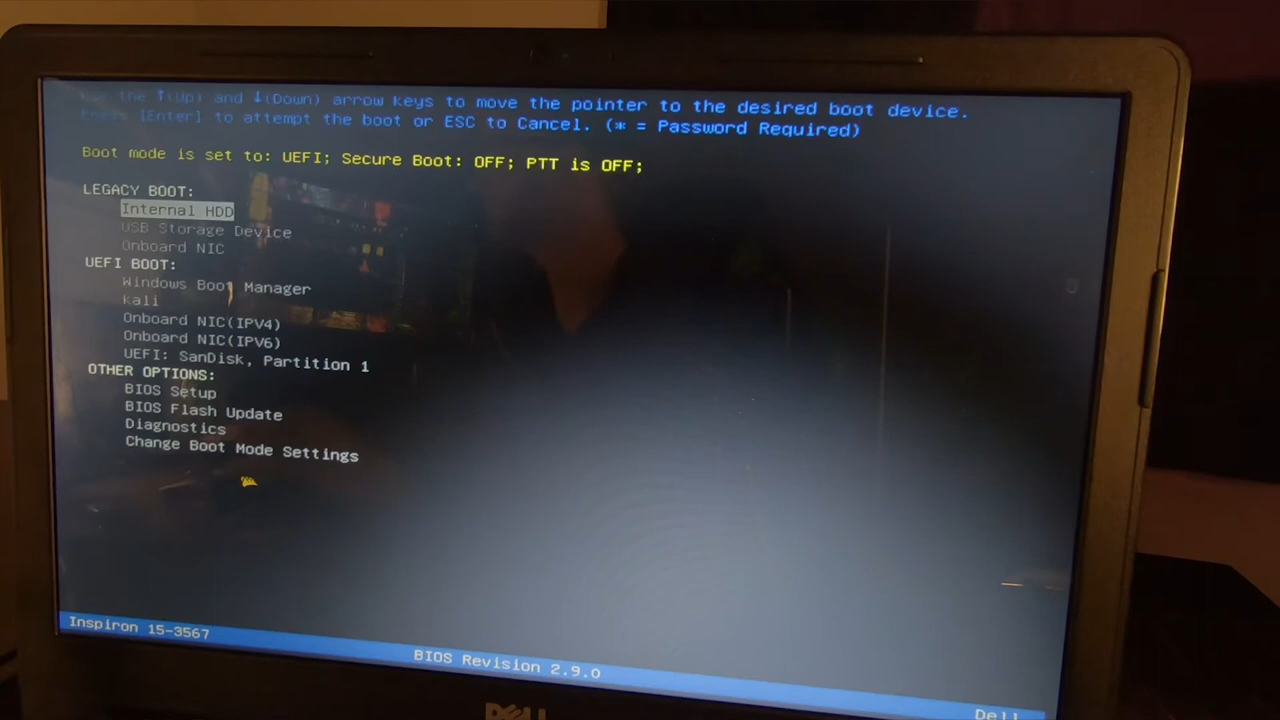 Use the ↑(Up) and ↓(Down) arrow keys to move the pointer to the desired boot device.
Press [Enter] to attempt the boot or ESC to Cancel. (* = Password Required)
Boot mode is set to: UEFI; Secure Boot: OFF; PTT is OFF;
LEGACY BOOT:
Internal HDD
USB Storage Device
Onboard NIC
UEFI BOOT:
Windows Boot Manager
kali
Onboard NIC(IPV4)
Onboard NIC(IPV6)
UEFI: SanDisk, Partition 1
OTHER OPTIONS:
BIOS Setup
BIOS Flash Update
Diagnostics
Change Boot Mode Settings
Inspiron 15-3567
BIOS Revision 2.9.0
Dell
DELL